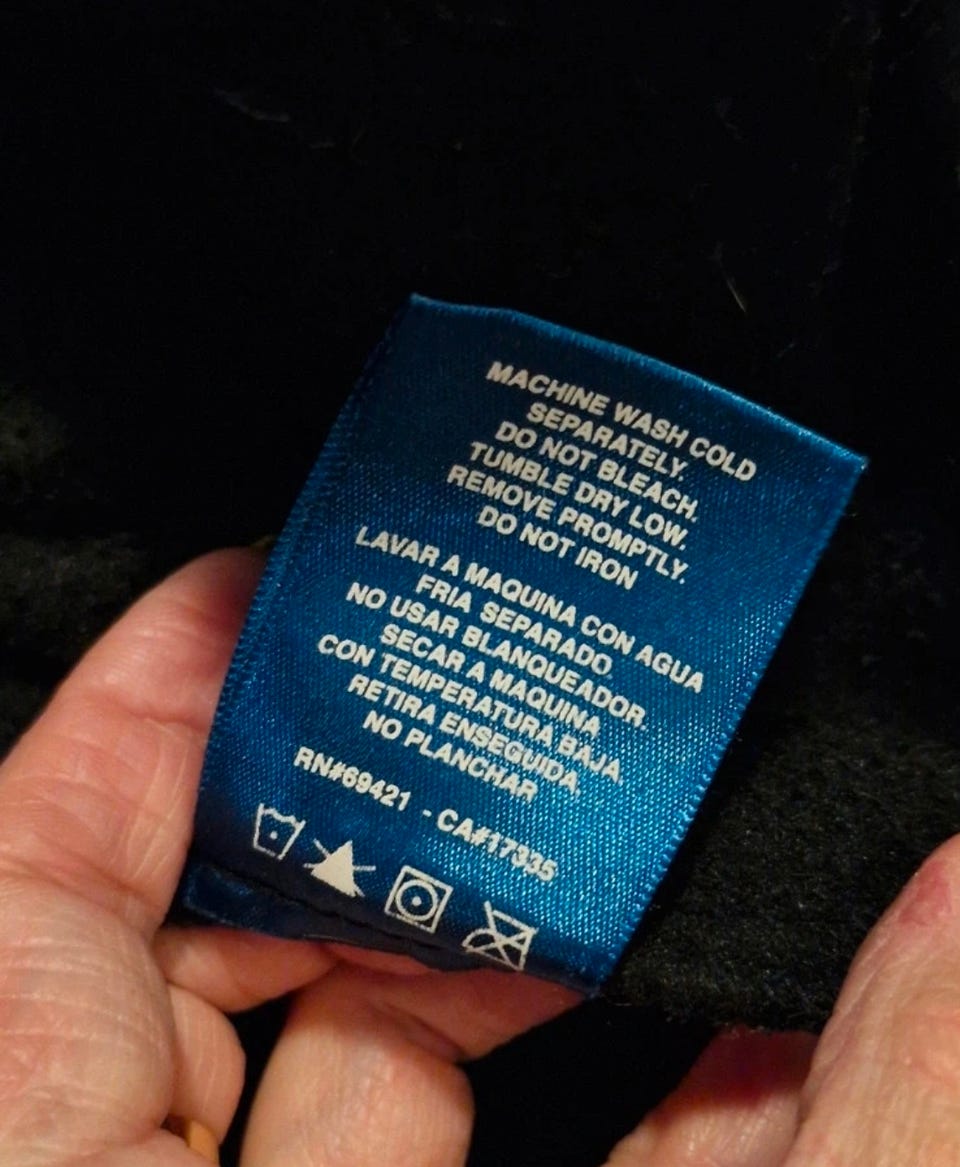 MACHINE WASH COLD
SEPARATELY.
DO NOT BLEACH.
TUMBLE DRY LOW.
REMOVE PROMPTLY.
DO NOT IRON
LAVAR A MAQUINA CON AGUA
FRIA SEPARADO.
NO USAR BLANQUEADOR.
SECAR A MAQUINA
CON TEMPERATURA BAJA.
RETIRA ENSEGUIDA.
NO PLANCHAR
RN#69421 - CA#17335